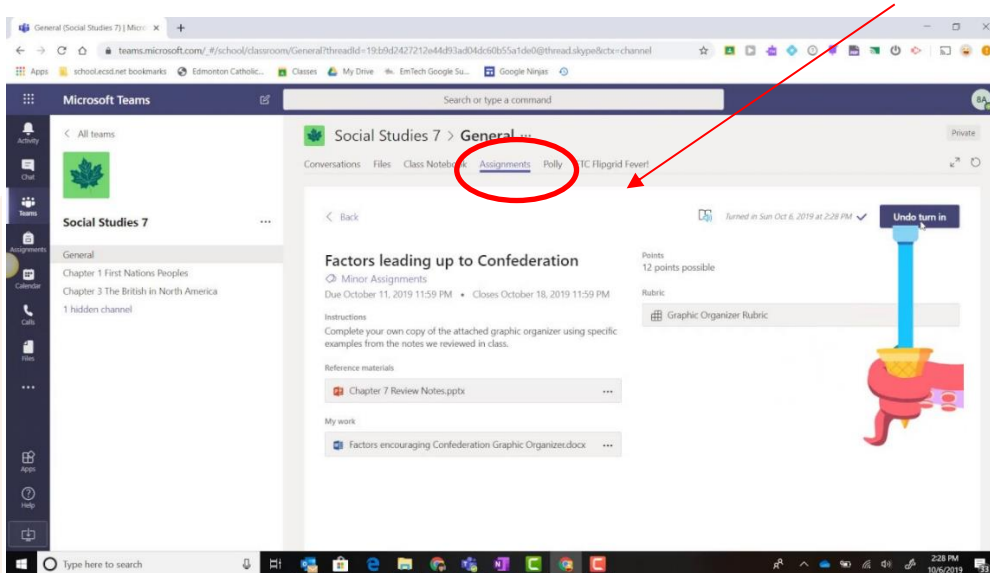 General (Social Studies 7) | Micro
teams.microsoft.com/_#/school/classroom/General?threadId=19:b9d2427212e44d93ad04dc60b55a1de0@thread.skype&ctx=channel
Apps school.ecsd.net bookmarks Edmonton Catholic... Classes My Drive EmTech Google Su... Google Ninjas
Microsoft Teams
Search or type a command
BA
Activity
Chat
Teams
Assignments
Calendar
Calls
Files
Apps
Help
All teams
Social Studies 7
General
Chapter 1 First Nations Peoples
Chapter 3 The British in North America
1 hidden channel
Social Studies 7 > General ...
Private
Conversations Files Class Notebook Assignments Polly Flipgrid Fever!
< Back
Turned in Sun Oct 6, 2019 at 2:28 PM
Undo turn in
Factors leading up to Confederation
Minor Assignments
Due October 11, 2019 11:59 PM • Closes October 18, 2019 11:59 PM
Instructions
Complete your own copy of the attached graphic organizer using specific
examples from the notes we reviewed in class.
Reference materials
Chapter 7 Review Notes.pptx
My work
Factors encouraging Confederation Graphic Organizer.docx
Points
12 points possible
Rubric
Graphic Organizer Rubric
Type here to search
2:28 PM
10/6/2019
33